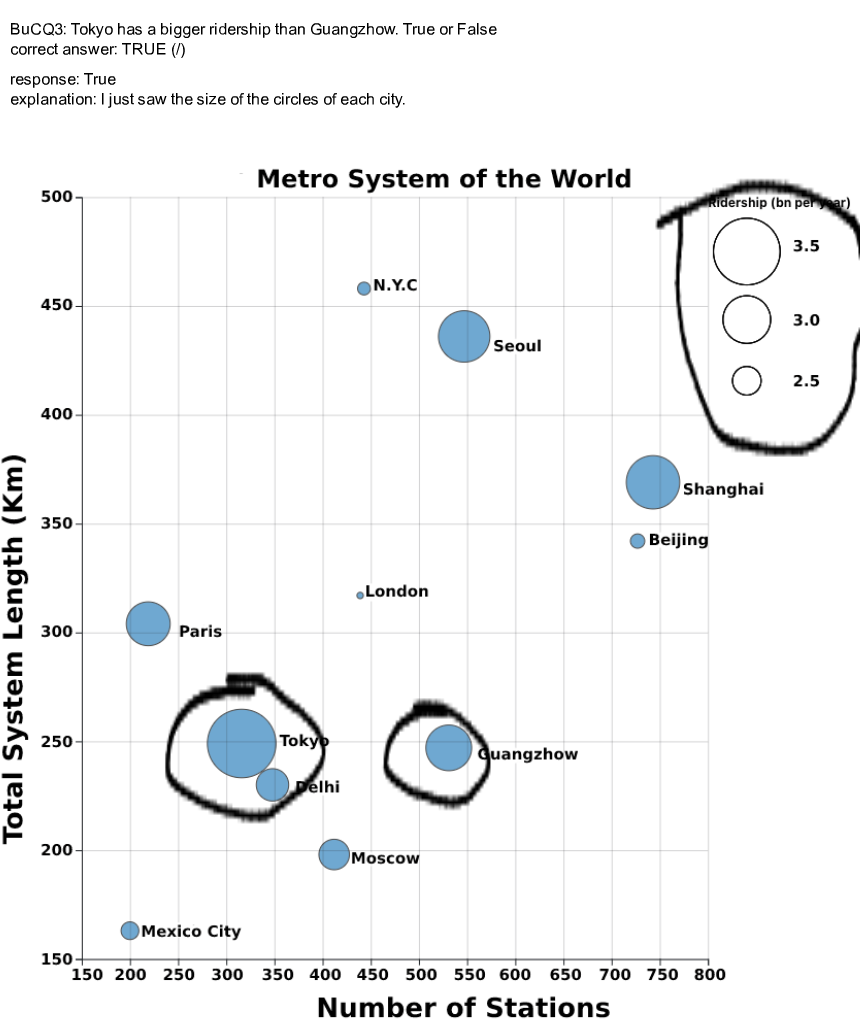 BuCQ3: Tokyo has a bigger ridership than Guangzhow. True or False
correct answer: TRUE (/)
response: True
explanation: I just saw the size of the circles of each city.
Metro System of the World
Ridership (bn per year)
3.5
3.0
2.5
Total System Length (Km)
500
450
400
350
300
250
200
150
N.Y.C
Seoul
Shanghai
Beijing
London
Paris
Tokyo
Guangzhow
Delhi
Moscow
Mexico City
150 200 250 300 350 400 450 500 550 600 650 700 750 800
Number of Stations